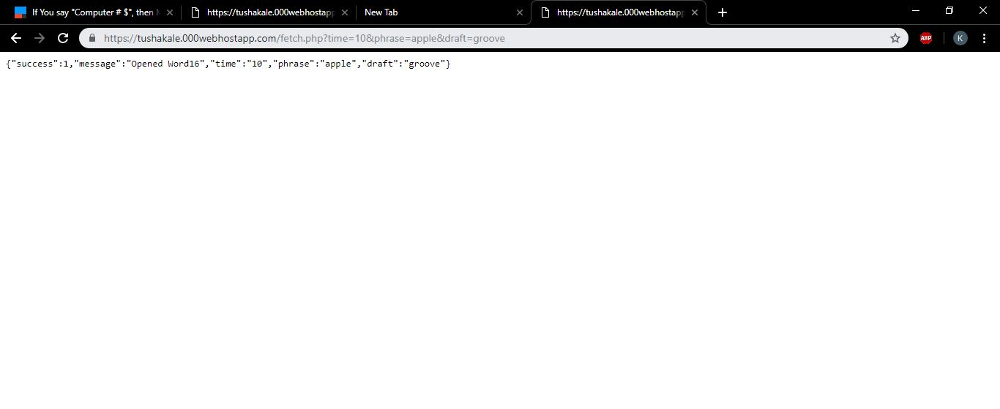 If You say "Computer # $", then
https://tushakale.000webhostapp
New Tab
https://tushakale.000webhostapp
https://tushakale.000webhostapp.com/fetch.php?time=10&phrase=apple&draft=groove
ABP
K
{"success":1,"message":"Opened Word16","time":"10","phrase":"apple","draft":"groove"}